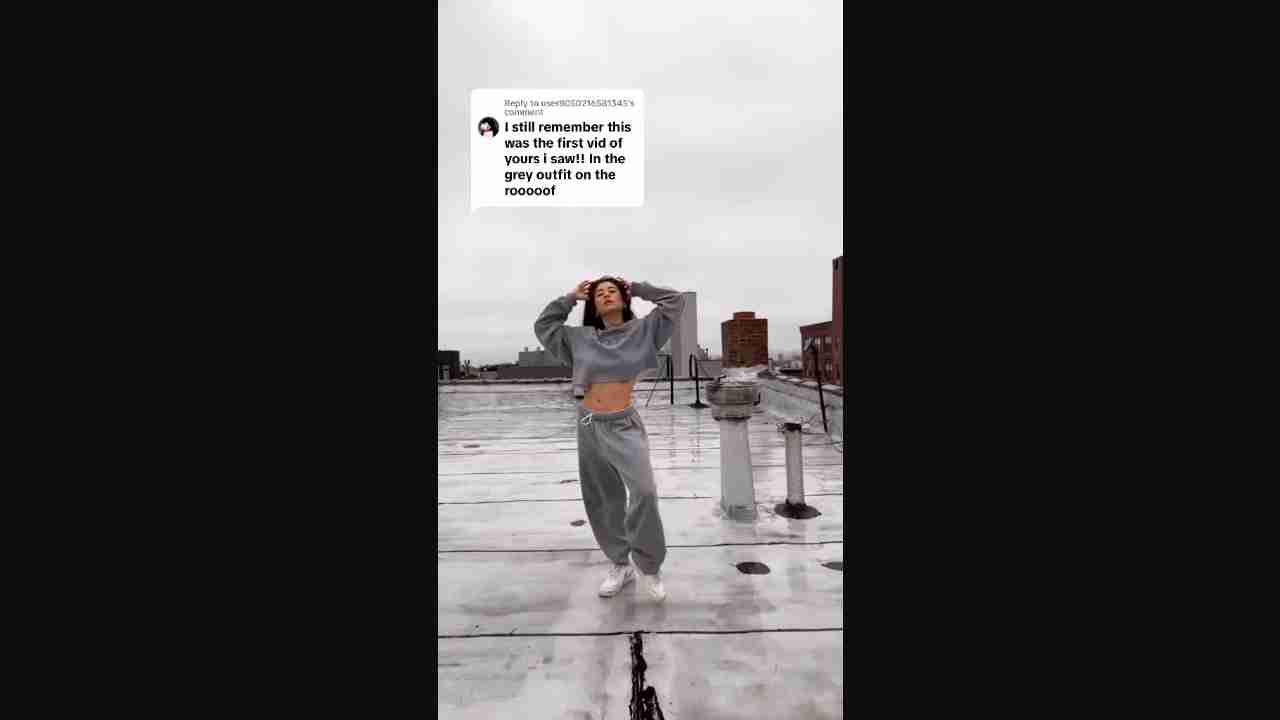 Reply to user8050216581345's
comment
I still remember this
was the first vid of
yours i saw!! In the
grey outfit on the
rooooof